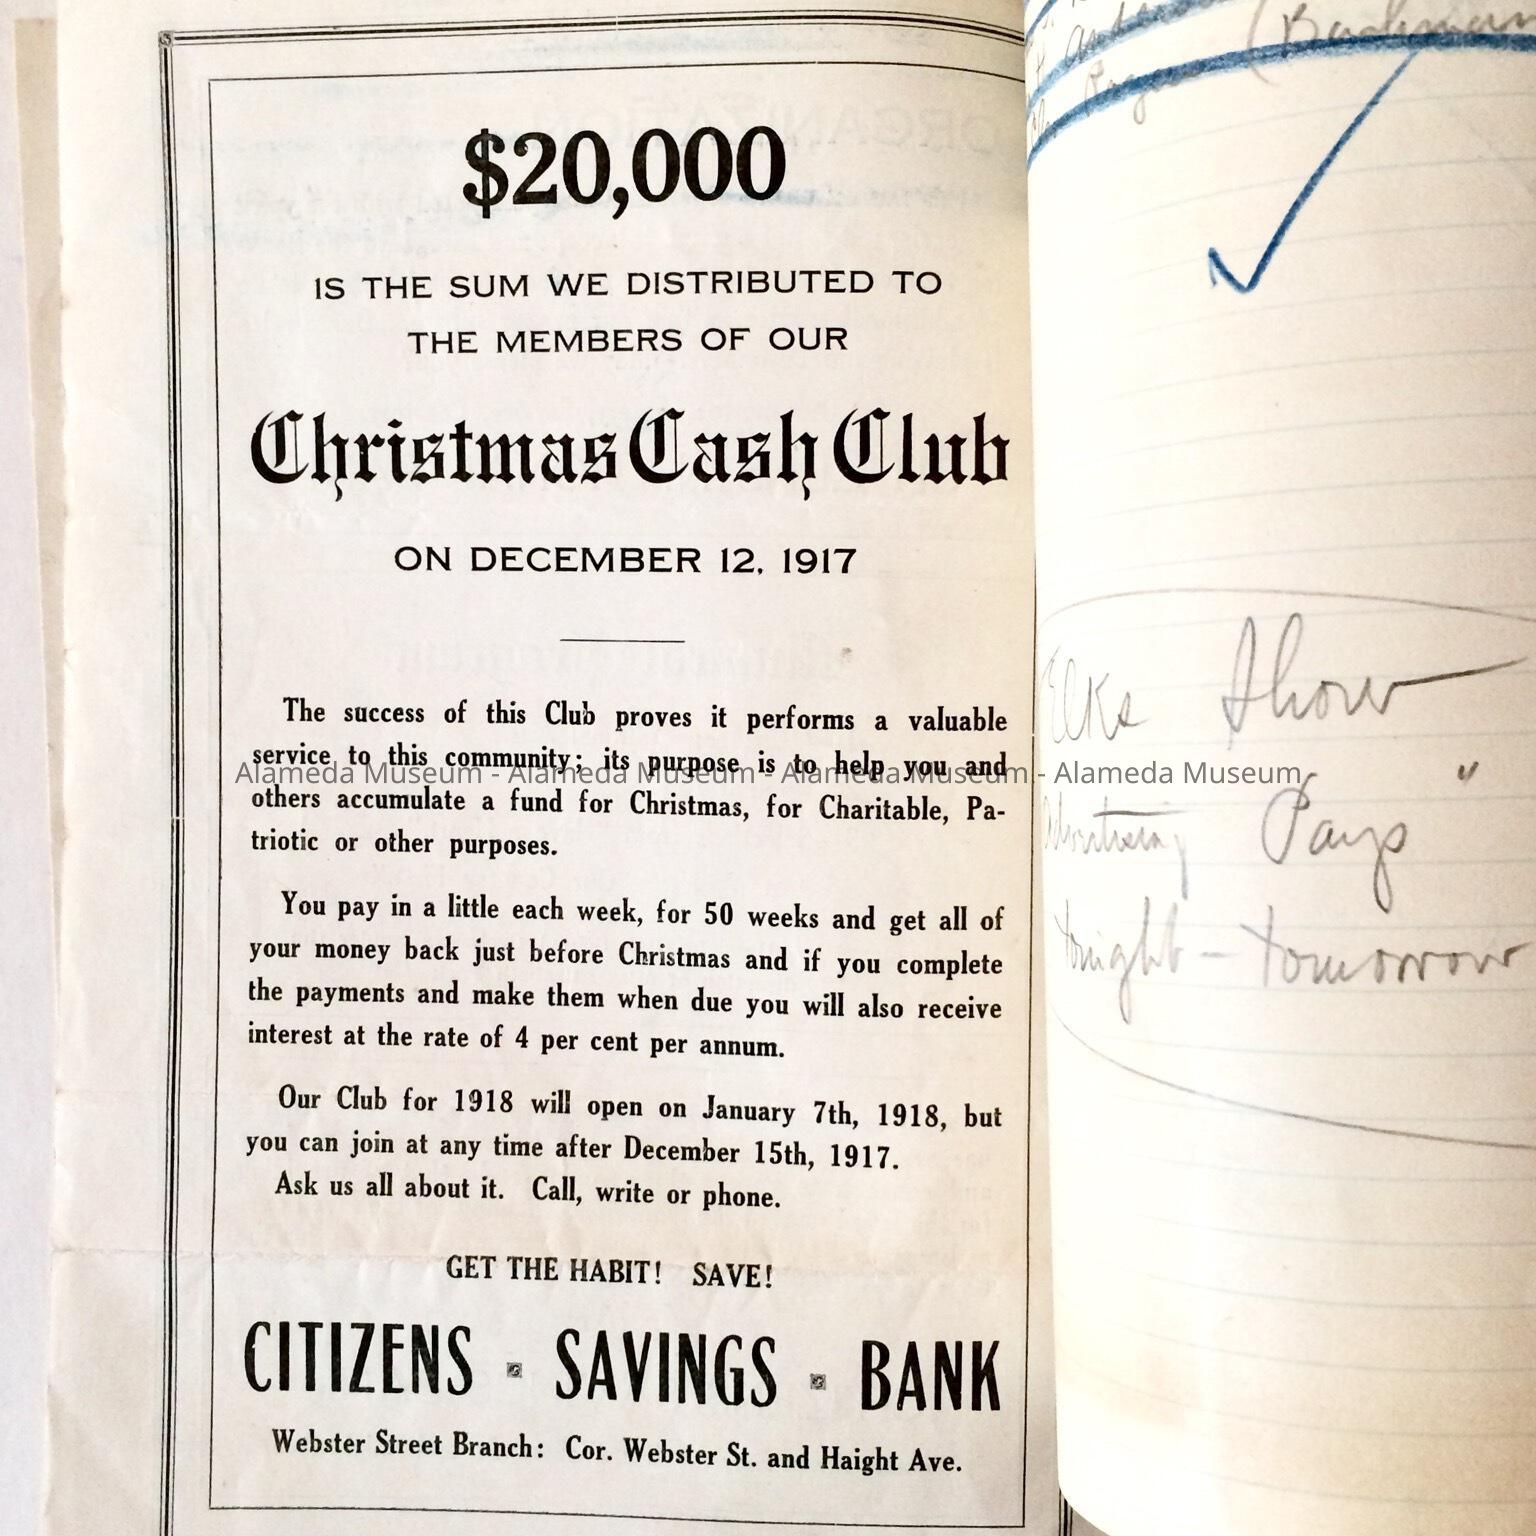 $20,000
IS THE SUM WE DISTRIBUTED TO
THE MEMBERS OF OUR
Christmas Cash Club
ON DECEMBER 12, 1917
The success of this Club proves it performs a valuable
service to this community; its purpose is to help you and
others accumulate a fund for Christmas, for Charitable, Pa-
triotic or other purposes.
You pay in a little each week, for 50 weeks and get all of
your money back just before Christmas and if you complete
the payments and make them when due you will also receive
interest at the rate of 4 per cent per annum.
Our Club for 1918 will open on January 7th, 1918, but
you can join at any time after December 15th, 1917.
Ask us all about it. Call, write or phone.
GET THE HABIT! SAVE!
CITIZENS SAVINGS BANK
Webster Street Branch: Cor. Webster St. and Haight Ave.
Alameda Museum - Alameda Museum - Alameda Museum - Alameda Museum
Elks Show
Advertising Pays "
tonight - tomorrow